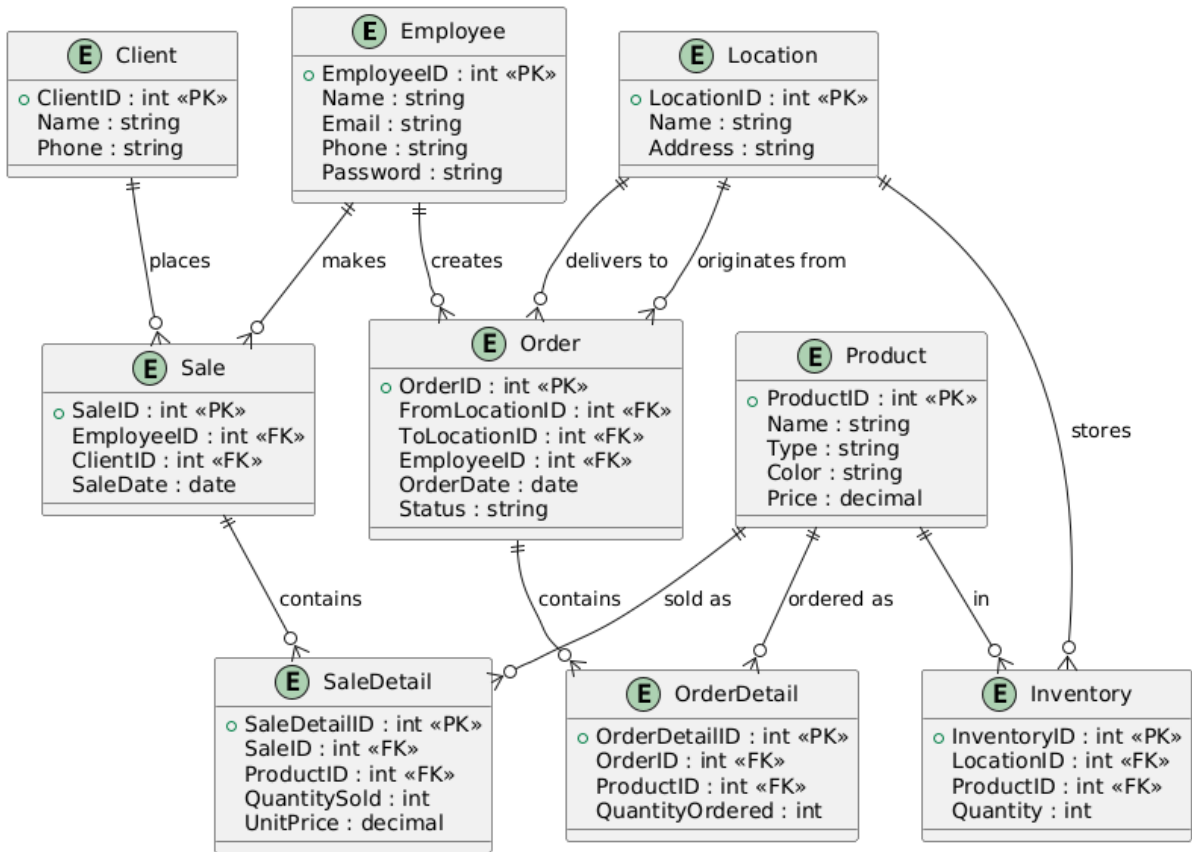 E Client
ClientID : int «PK»
Name : string
Phone : string
E Employee
EmployeeID : int «PK»
Name : string
Email : string
Phone : string
Password : string
E Location
LocationID : int «PK»
Name : string
Address : string
places
makes
creates
delivers to
originates from
stores
E Sale
SaleID : int «PK»
EmployeeID : int «FK»
ClientID : int «FK»
SaleDate : date
E Order
OrderID : int «PK»
FromLocationID : int «FK»
ToLocationID : int «FK»
EmployeeID : int «FK»
OrderDate : date
Status : string
E Product
ProductID : int «PK»
Name : string
Type : string
Color : string
Price : decimal
contains
contains
sold as
ordered as
in
E SaleDetail
SaleDetailID : int «PK»
SaleID : int «FK»
ProductID : int «FK»
QuantitySold : int
UnitPrice : decimal
E OrderDetail
OrderDetailID : int «PK»
OrderID : int «FK»
ProductID : int «FK»
QuantityOrdered : int
E Inventory
InventoryID : int «PK»
LocationID : int «FK»
ProductID : int «FK»
Quantity : int